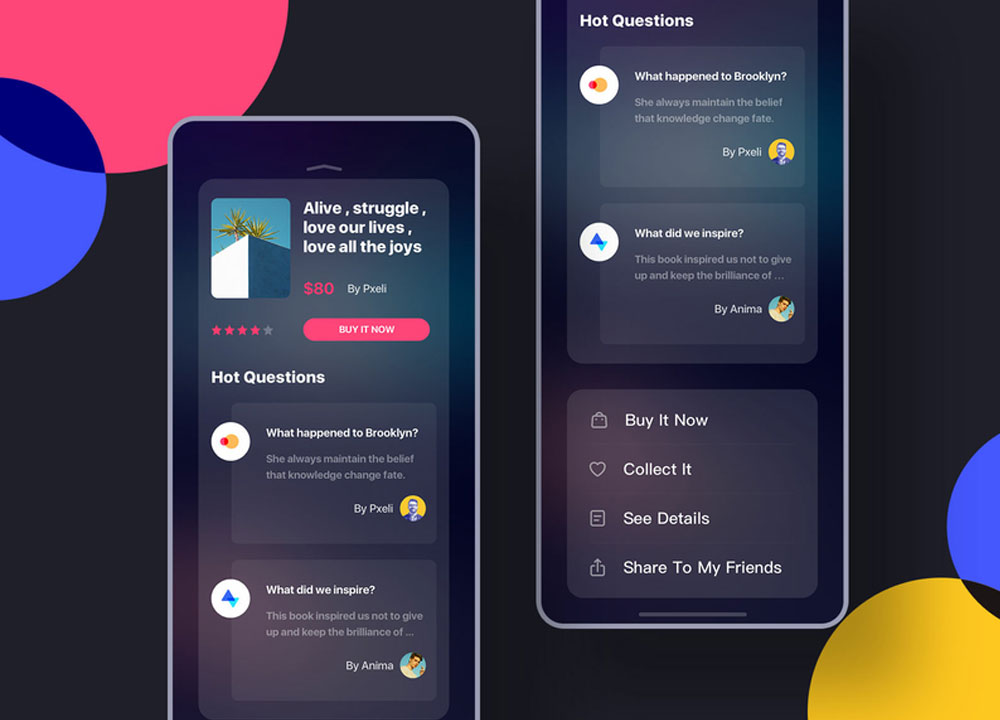 Alive , struggle ,
love our lives ,
love all the joys
$80 By Pxeli
BUY IT NOW
Hot Questions
What happened to Brooklyn?
She always maintain the belief
that knowledge change fate.
By Pxeli
What did we inspire?
This book inspired us not to give
up and keep the brilliance of ...
By Anima
Hot Questions
What happened to Brooklyn?
She always maintain the belief
that knowledge change fate.
By Pxeli
What did we inspire?
This book inspired us not to give
up and keep the brilliance of ...
By Anima
Buy It Now
Collect It
See Details
Share To My Friends